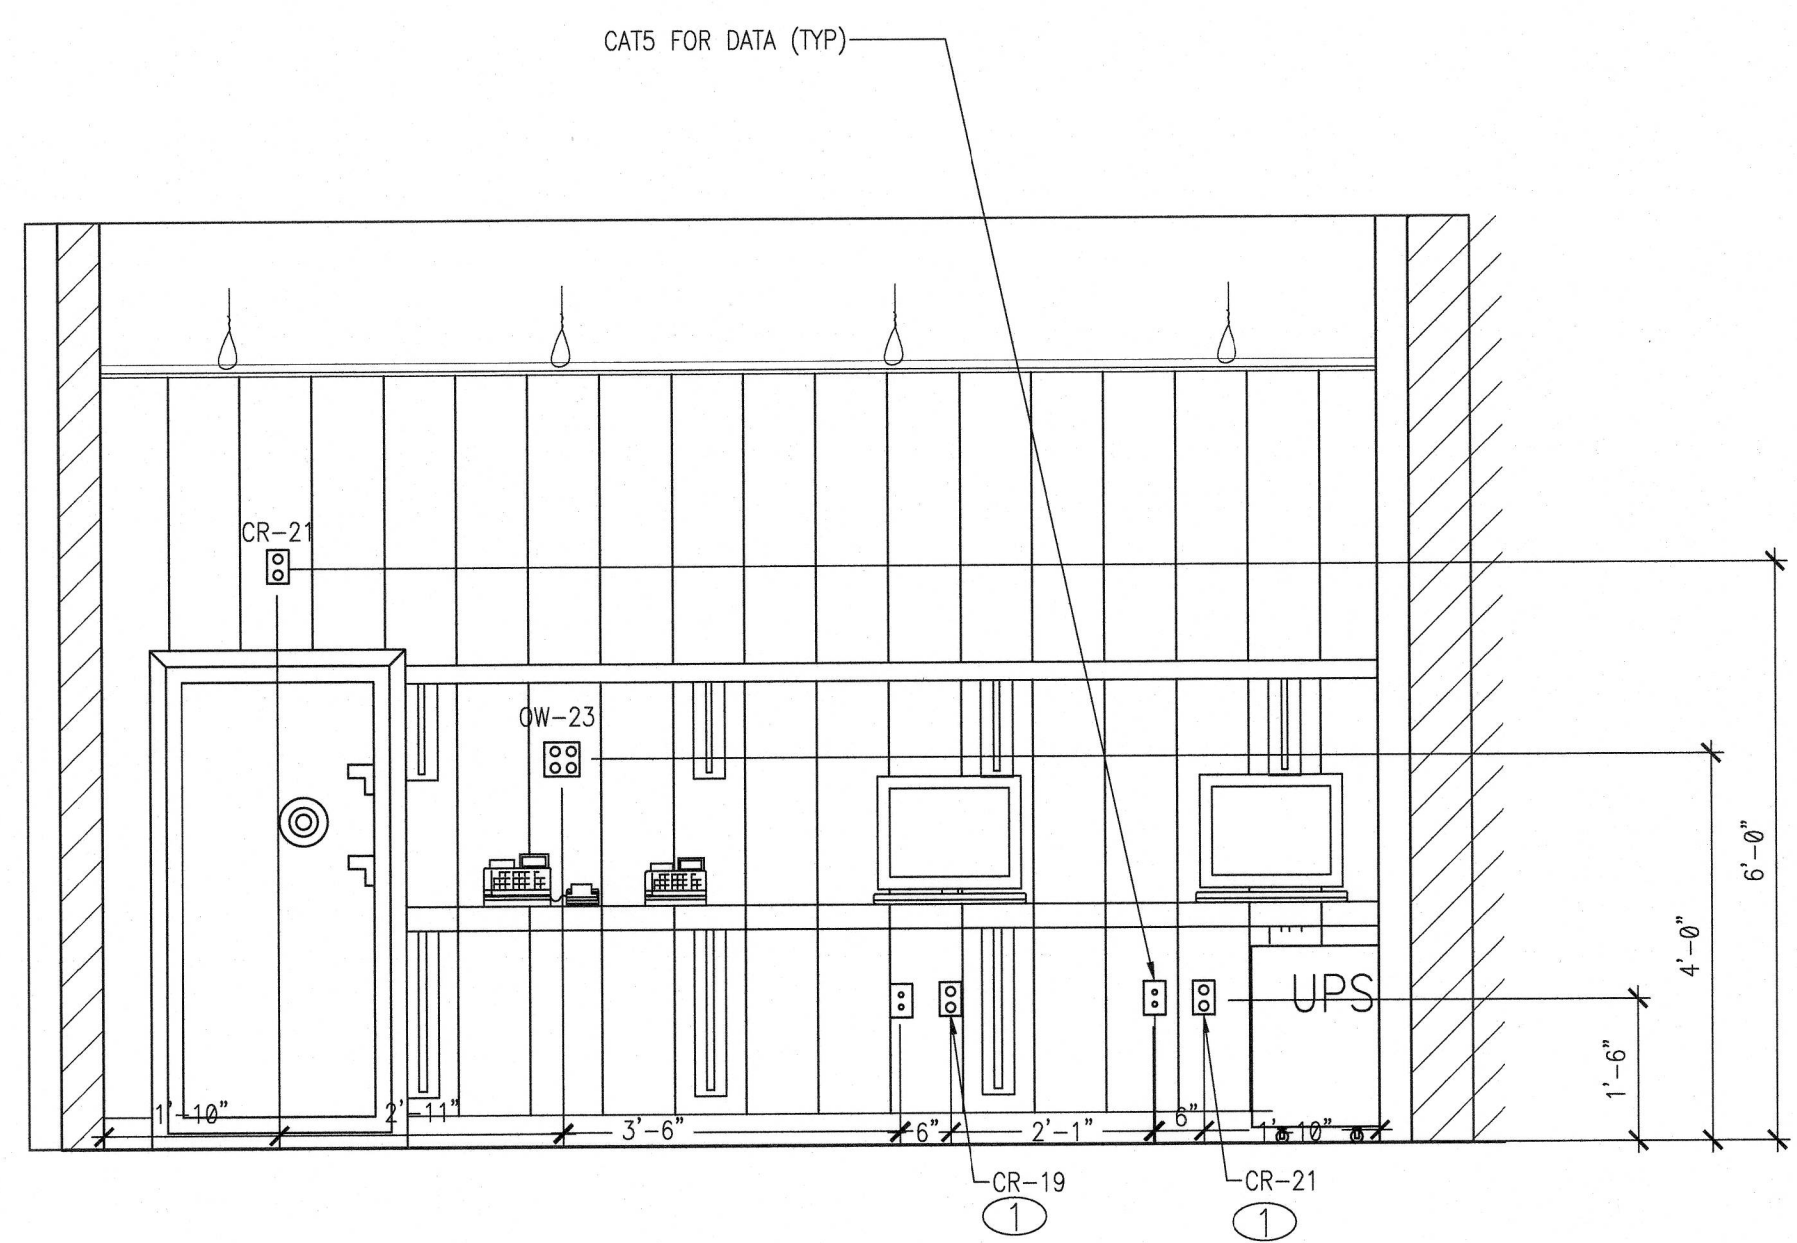 CAT5 FOR DATA (TYP)
CR-21
OW-23
UPS
6'-0"
4'-0"
1'-6"
1'-10"
2'-11"
3'-6"
6"
2'-1"
6"
1'-10"
CR-19
1
CR-21
1